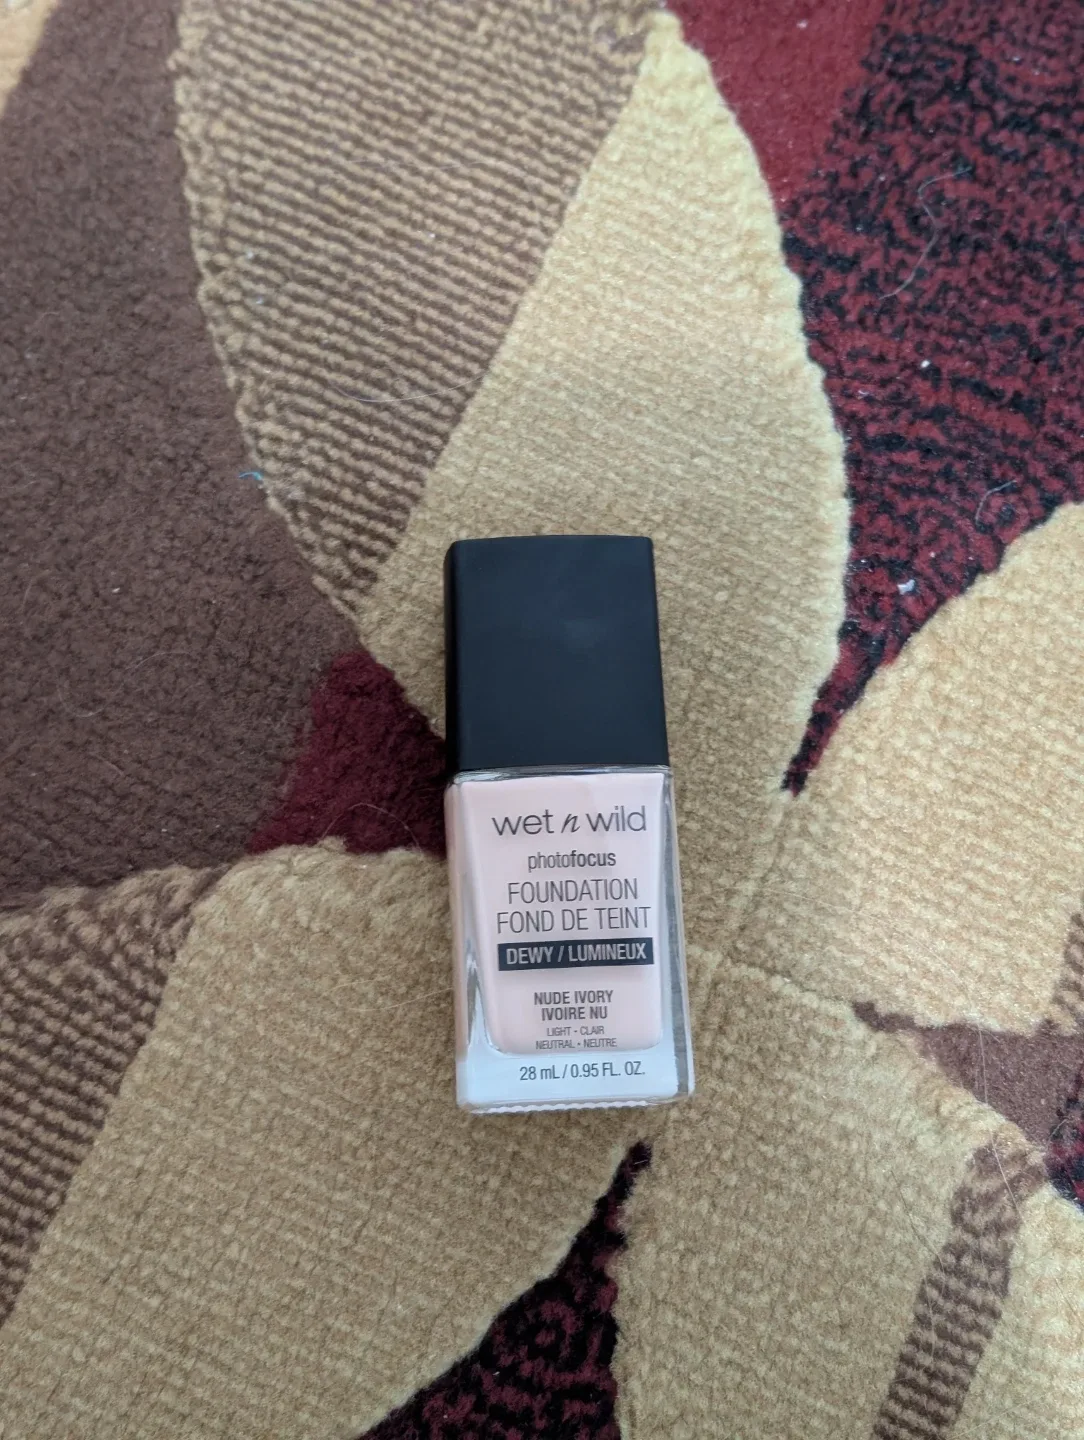 wet n wild
photofocus
FOUNDATION
FOND DE TEINT
DEWY / LUMINEUX
NUDE IVORY
IVOIRE NU
LIGHT • CLAIR
NEUTRAL • NEUTRE
28 mL / 0.95 FL. OZ.